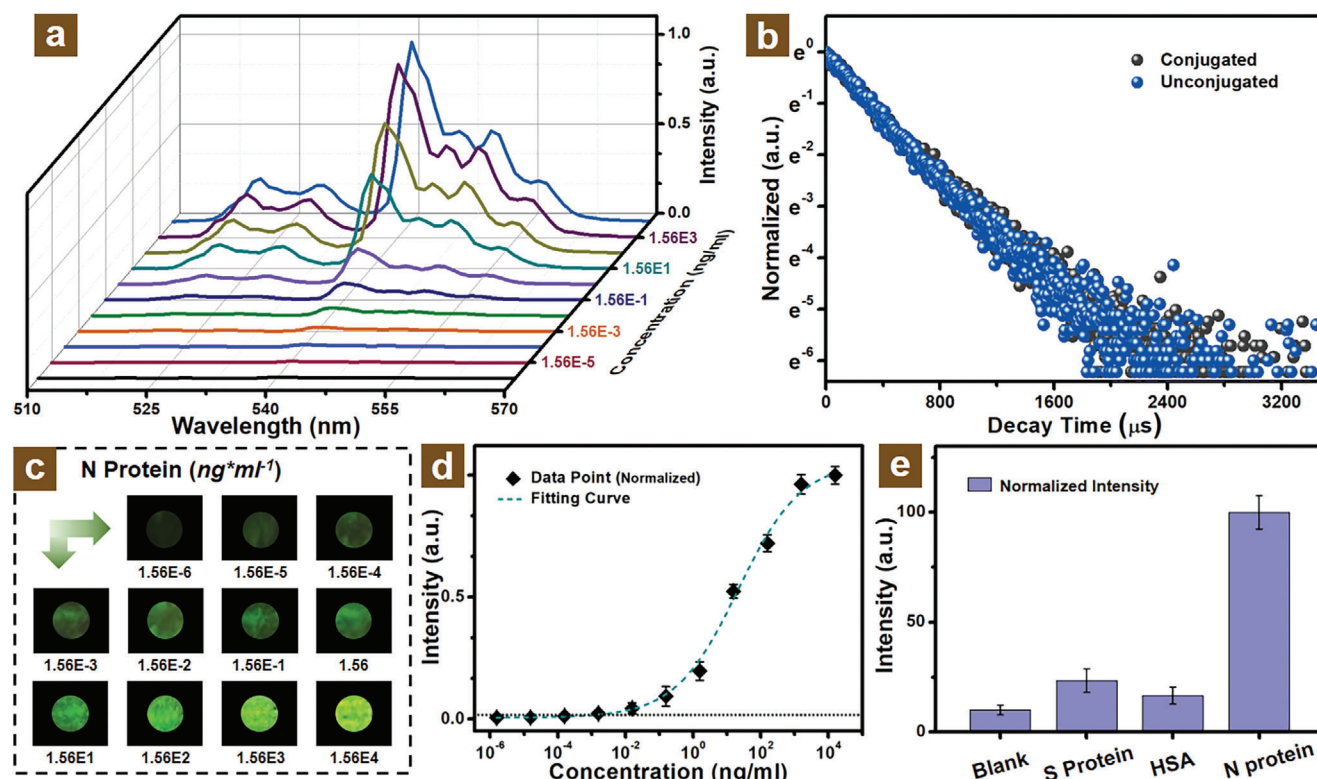 a
1.0
0.5
0.0
Intensity (a.u.)
1.56E3
1.56E1
1.56E-1
1.56E-3
1.56E-5
Concentration (ng/ml)
510
525
540
555
570
Wavelength (nm)
b
Conjugated
Unconjugated
e0
e-1
e-2
e-3
e-4
e-5
e-6
Normalized (a.u.)
0
800
1600
2400
3200
Decay Time (μs)
c
N Protein (ng*ml-1)
1.56E-6 1.56E-5 1.56E-4
1.56E-3 1.56E-2 1.56E-1 1.56
1.56E1 1.56E2 1.56E3 1.56E4
d
Data Point (Normalized)
Fitting Curve
0.5
0.0
Intensity (a.u.)
10-6 10-4 10-2 100 102 104
Concentration (ng/ml)
e
Normalized Intensity
100
50
0
Intensity (a.u.)
Blank
S Protein
HSA
N protein